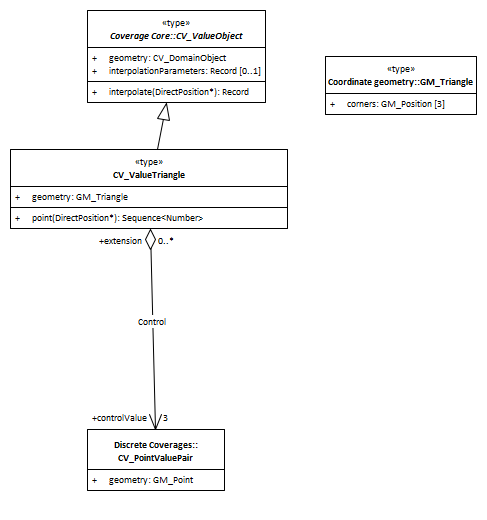 «type»
Coverage Core::CV_ValueObject
+ geometry: CV_DomainObject
+ interpolationParameters: Record [0..1]
+ interpolate(DirectPosition*): Record
«type»
Coordinate geometry::GM_Triangle
+ corners: GM_Position [3]
«type»
CV_ValueTriangle
+ geometry: GM_Triangle
+ point(DirectPosition*): Sequence<Number>
+extension 0..*
Control
+controlValue 3
Discrete Coverages::
CV_PointValuePair
+ geometry: GM_Point